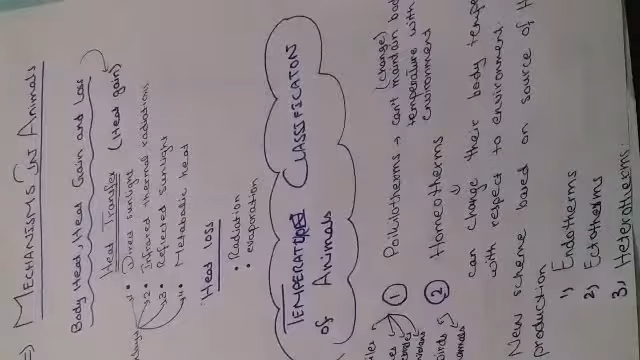 =) MECHANISMS IN ANIMALS
Body Heat, Heat Gain and Loss
Heat Transfer (Heat gain)
1. Direct sunlight
2. Infrared thermal radiations
3. Reflected sunlight
4. Metabolic heat
Heat loss
• Radiation
• evaporation
TEMPERATURE CLASSIFICATION
of Animals
(change)
1 Poikilotherms → can't maintain
temperature with
environment
2 Homeotherms
can change their body
with respect to environment.
New scheme based on source of
production
1) Endotherms
2) Ectotherms
3) Heterotherms: